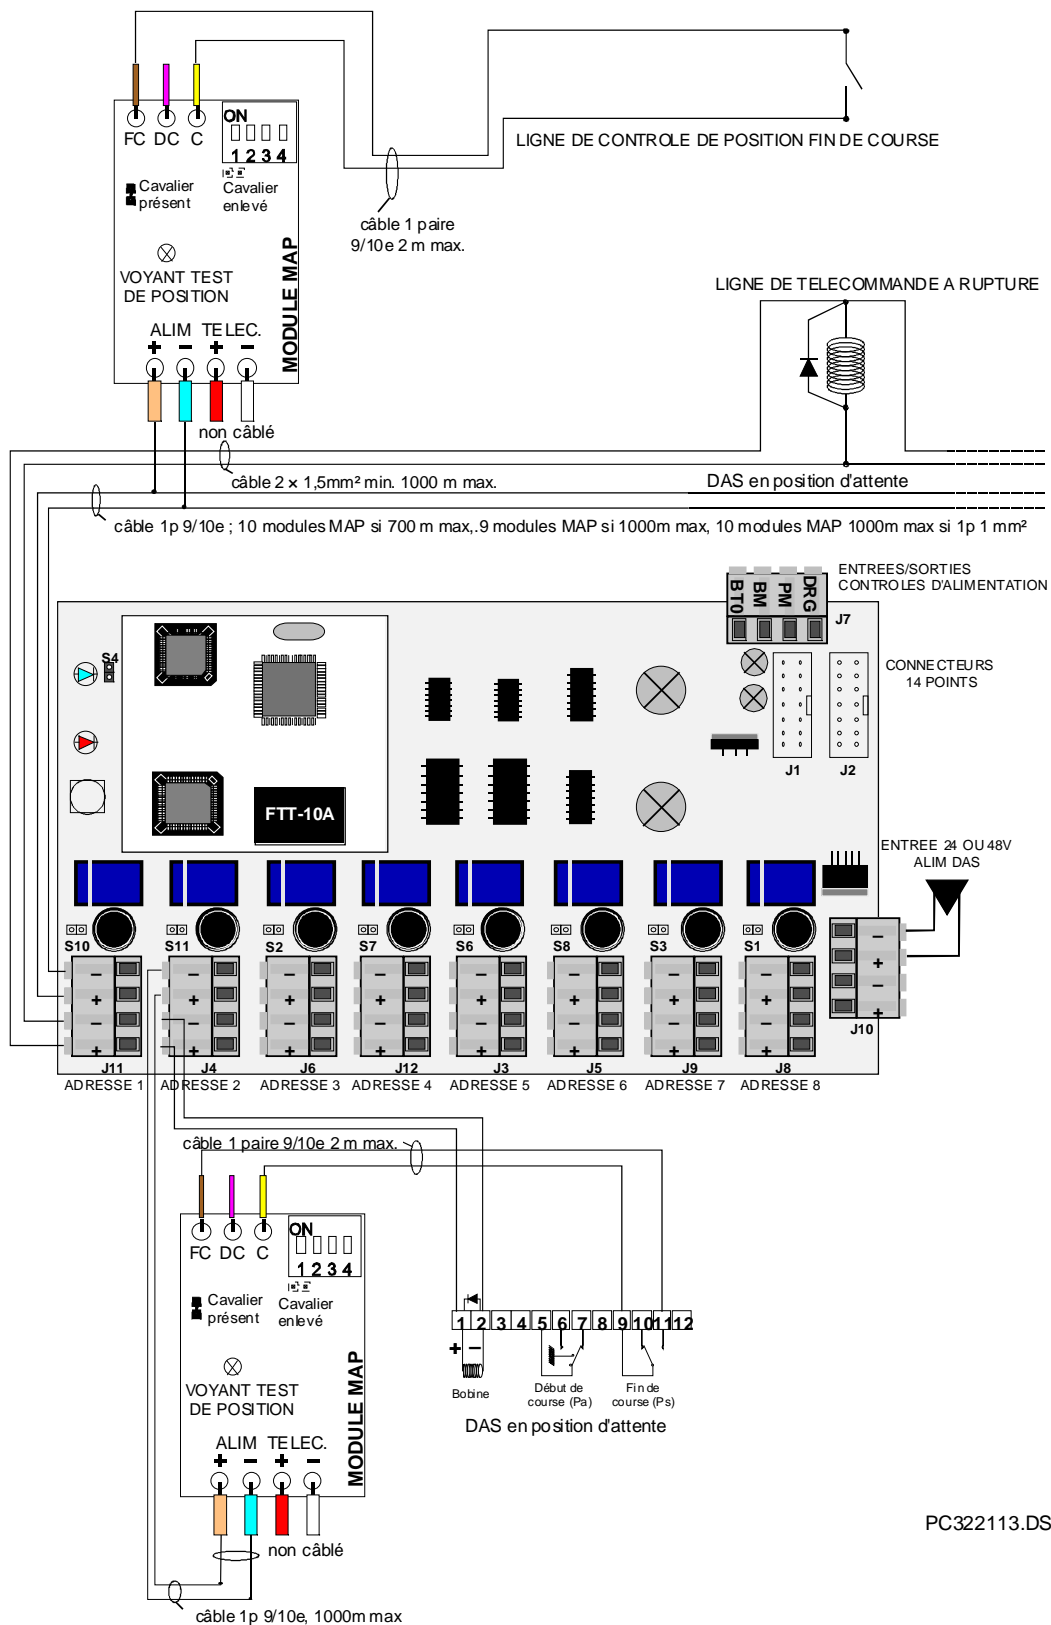 FC DC C
ON
1 2 3 4
Cavalier
présent
Cavalier
enlevé
VOYANT TEST
DE POSITION
MODULE MAP
ALIM TELEC.
+ - + -
non câblé
câble 1 paire
9/10e 2 m max.
LIGNE DE CONTROLE DE POSITION FIN DE COURSE
LIGNE DE TELECOMMANDE A RUPTURE
câble 2 × 1,5mm² min. 1000 m max.
DAS en position d'attente
câble 1p 9/10e ; 10 modules MAP si 700 m max,.9 modules MAP si 1000m max, 10 modules MAP 1000m max si 1p 1 mm²
ENTREES/SORTIES
CONTROLES D'ALIMENTATION
BT0 BM PM DRG
J7
S4
CONNECTEURS
14 POINTS
J1 J2
FTT-10A
ENTREE 24 OU 48V
ALIM DAS
S10 S11 S2 S7 S6 S8 S3 S1
- - - - - - - - -
+ + + + + + + + +
- - - - - - - - -
+ + + + + + + + +
J10
J11 J4 J6 J12 J3 J5 J9 J8
ADRESSE 1 ADRESSE 2 ADRESSE 3 ADRESSE 4 ADRESSE 5 ADRESSE 6 ADRESSE 7 ADRESSE 8
câble 1 paire 9/10e 2 m max.
FC DC C
ON
1 2 3 4
Cavalier
présent
Cavalier
enlevé
VOYANT TEST
DE POSITION
MODULE MAP
ALIM TELEC.
+ - + -
non câblé
1 2 3 4 5 6 7 8 9 10 11 12
+ -
Bobine
Début de
course (Pa)
Fin de
course (Ps)
DAS en position d'attente
PC322113.DS
câble 1p 9/10e, 1000m max